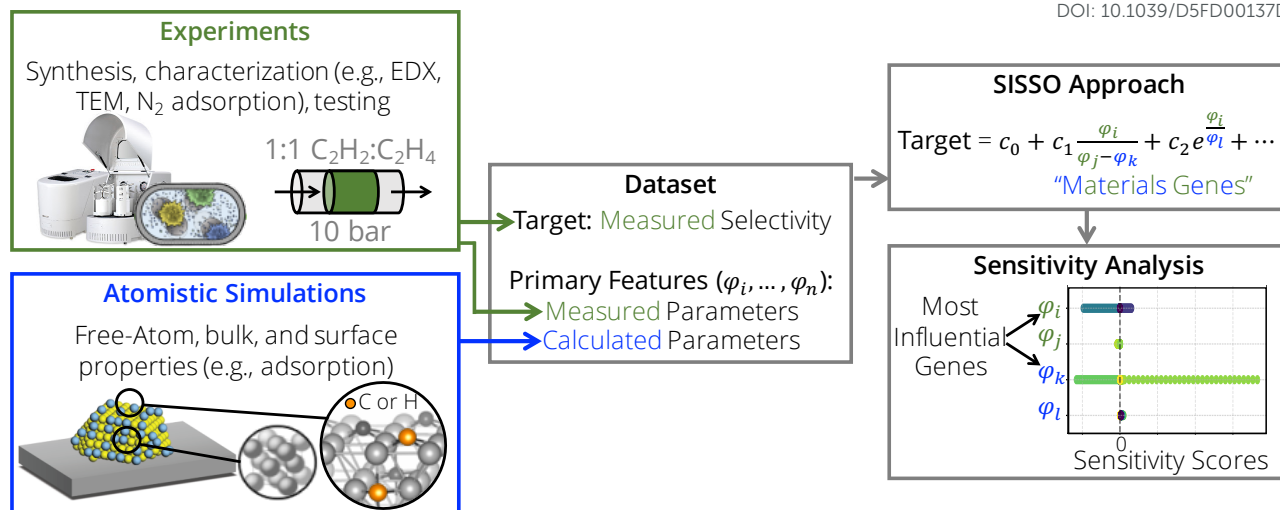 DOI: 10.1039/D5FD00137D
Experiments
Synthesis, characterization (e.g., EDX,
TEM, N₂ adsorption), testing
1:1 C₂H₂:C₂H₄
10 bar
Atomistic Simulations
Free-Atom, bulk, and surface
properties (e.g., adsorption)
C or H
Dataset
Target: Measured Selectivity
Primary Features (φᵢ, ... , φₙ):
Measured Parameters
Calculated Parameters
SISSO Approach
Target = c₀ + c₁ φᵢ/(φⱼ−φₖ) + c₂e^(φᵢ/φₗ) + ⋯
“Materials Genes”
Sensitivity Analysis
Most
Influential
Genes
φᵢ
φⱼ
φₖ
φₗ
0
Sensitivity Scores